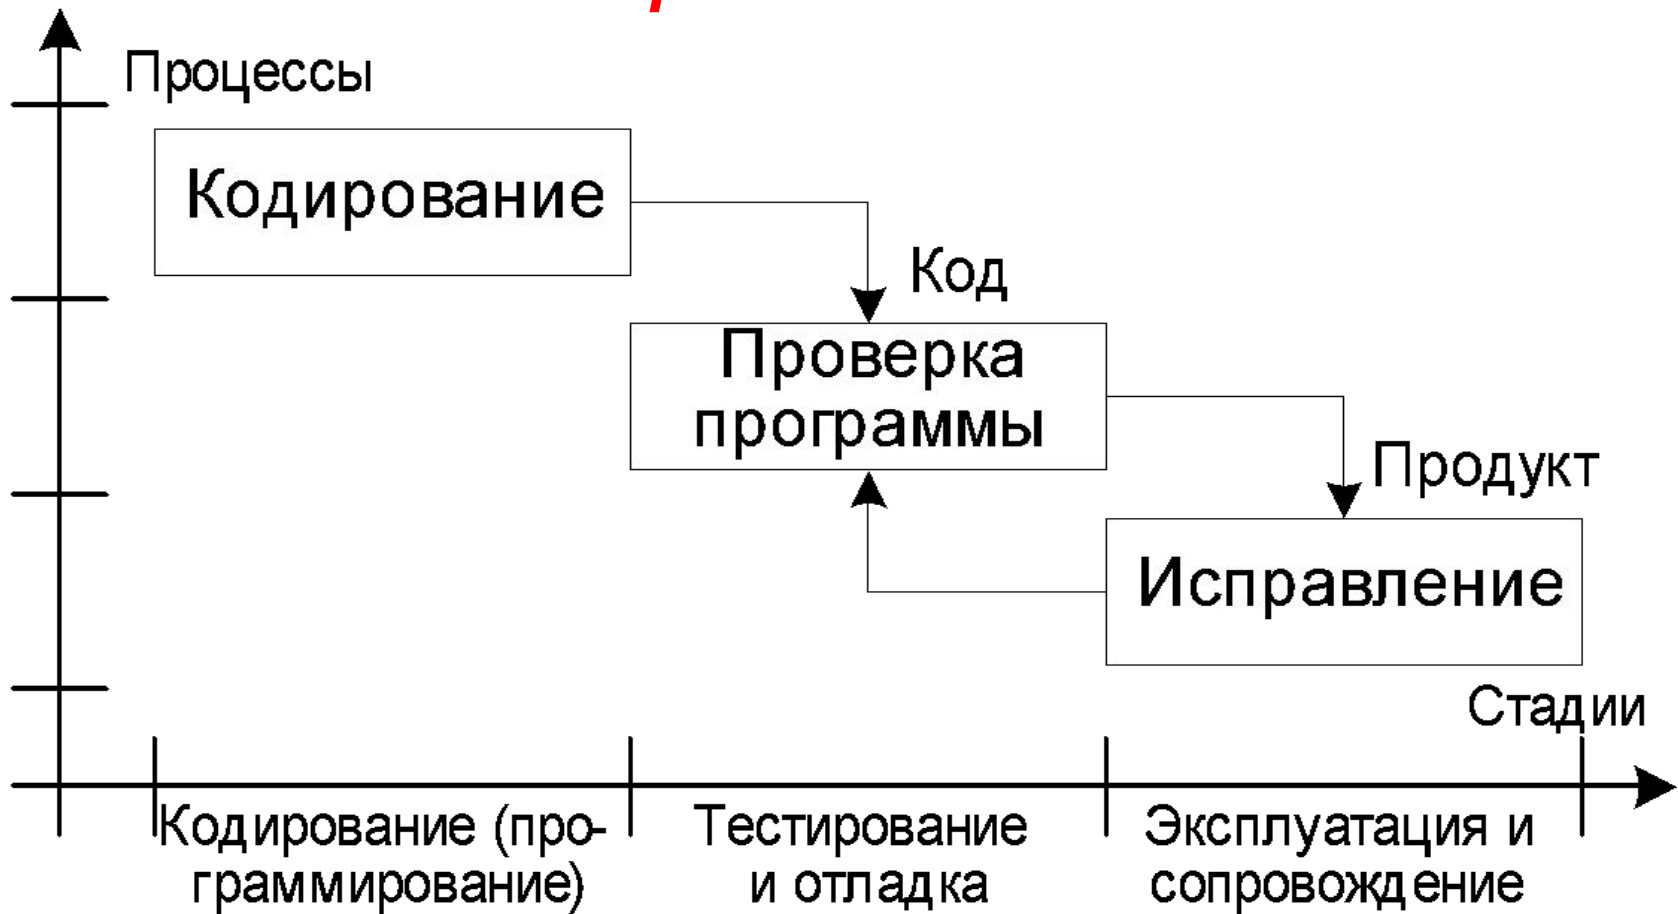 Процессы
Кодирование
Код
Проверка
программы
Продукт
Исправление
Стадии
Кодирование (про-
граммирование)
Тестирование
и отладка
Эксплуатация и
сопровождение